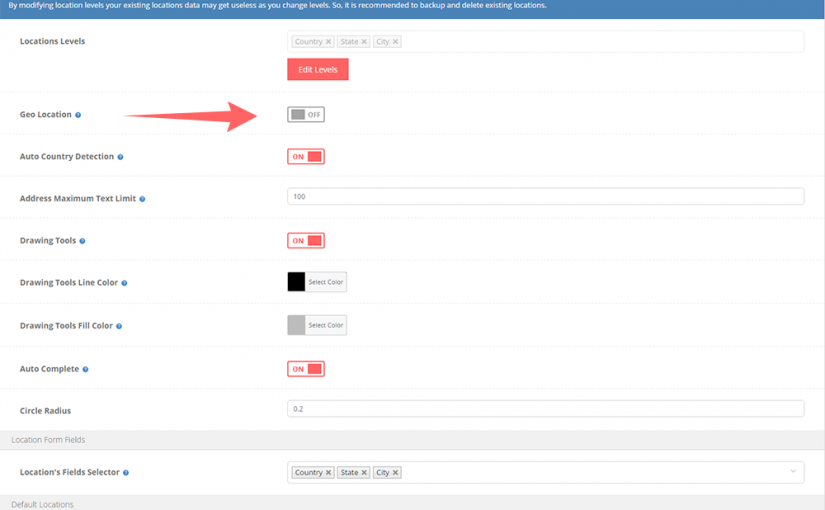 By modifying location levels your existing locations data may get useless as you change levels. So, it is recommended to backup and delete existing locations.
Locations Levels
Country × State × City ×
Edit Levels
Geo Location ? OFF
Auto Country Detection ? ON
Address Maximum Text Limit ? 100
Drawing Tools ? ON
Drawing Tools Line Color ? Select Color
Drawing Tools Fill Color ? Select Color
Auto Complete ? ON
Circle Radius 0.2
Location Form Fields
Location's Fields Selector ? Country × State × City ×
Default Locations